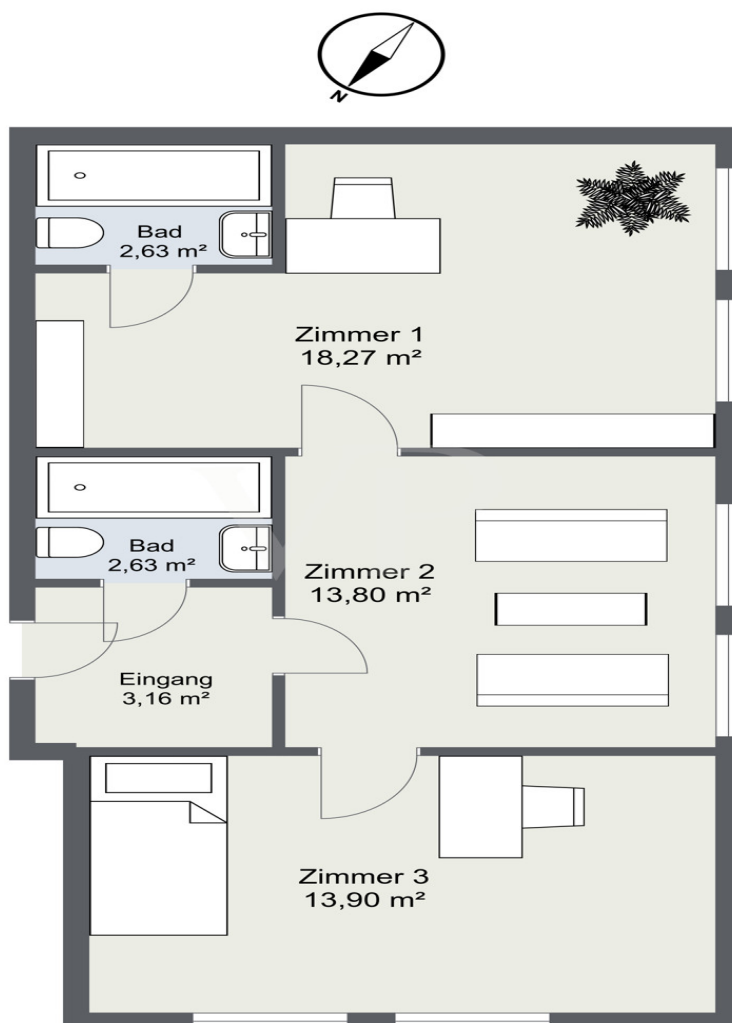 N
Bad
2,63 m²
Zimmer 1
18,27 m²
Bad
2,63 m²
Zimmer 2
13,80 m²
Eingang
3,16 m²
Zimmer 3
13,90 m²